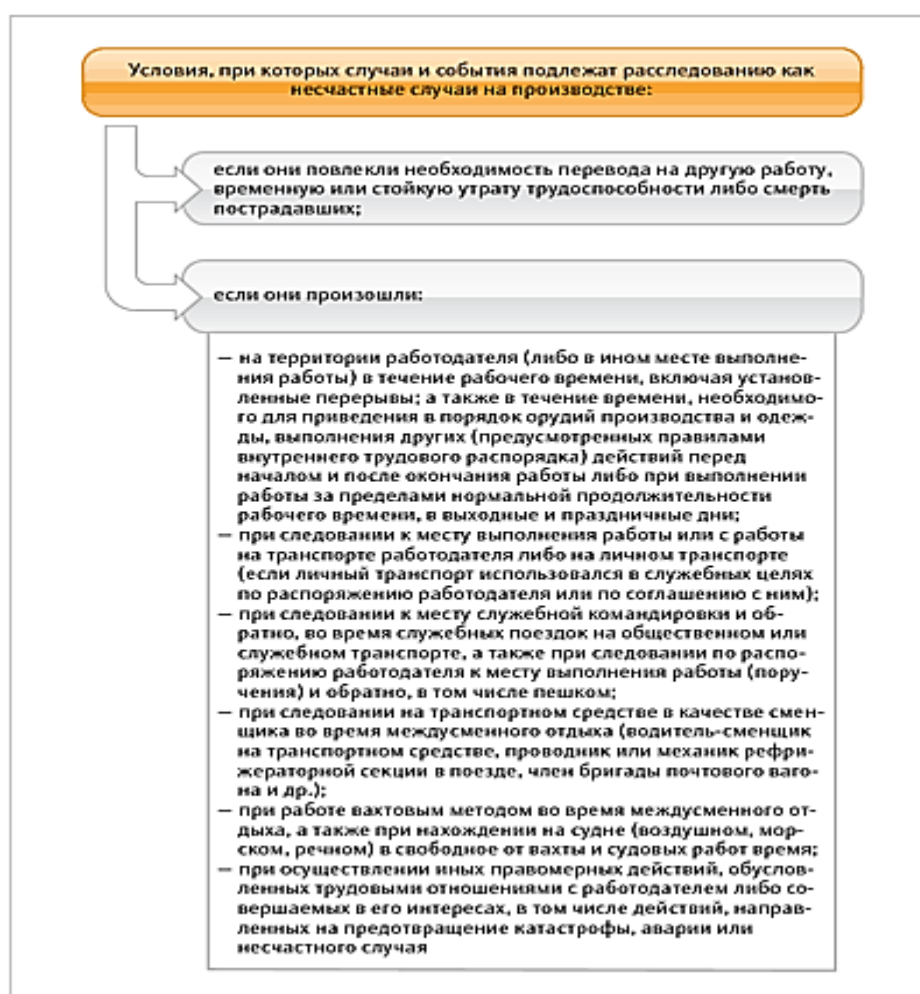 Условия, при которых случаи и события подлежат расследованию как
несчастные случаи на производстве:
если они повлекли необходимость перевода на другую работу,
временную или стойкую утрату трудоспособности либо смерть
пострадавших;
если они произошли:
— на территории работодателя (либо в ином месте выполне-
ния работы) в течение рабочего времени, включая установ-
ленные перерывы; а также в течение времени, необходимо-
го для приведения в порядок орудий производства и одеж-
ды, выполнения других (предусмотренных правилами
внутреннего трудового распорядка) действий перед
началом и после окончания работы либо при выполнении
работы за пределами нормальной продолжительности
рабочего времени, в выходные и праздничные дни;
— при следовании к месту выполнения работы или с работы
на транспорте работодателя либо на личном транспорте
(если личный транспорт использовался в служебных целях
по распоряжению работодателя или по соглашению с ним);
— при следовании к месту служебной командировки и об-
ратно, во время служебных поездок на общественном или
служебном транспорте, а также при следовании по распо-
ряжению работодателя к месту выполнения работы (пору-
чения) и обратно, в том числе пешком;
— при следовании на транспортном средстве в качестве смен-
щика во время междусменного отдыха (водитель-сменщик
на транспортном средстве, проводник или механик рефри-
жераторной секции в поезде, член бригады почтового ваго-
на и др.);
— при работе вахтовым методом во время междусменного от-
дыха, а также при нахождении на судне (воздушном, мор-
ском, речном) в свободное от вахты и судовых работ время;
— при осуществлении иных правомерных действий, обуслов-
ленных трудовыми отношениями с работодателем либо со-
вершаемых в его интересах, в том числе действий, направ-
ленных на предотвращение катастрофы, аварии или
несчастного случая